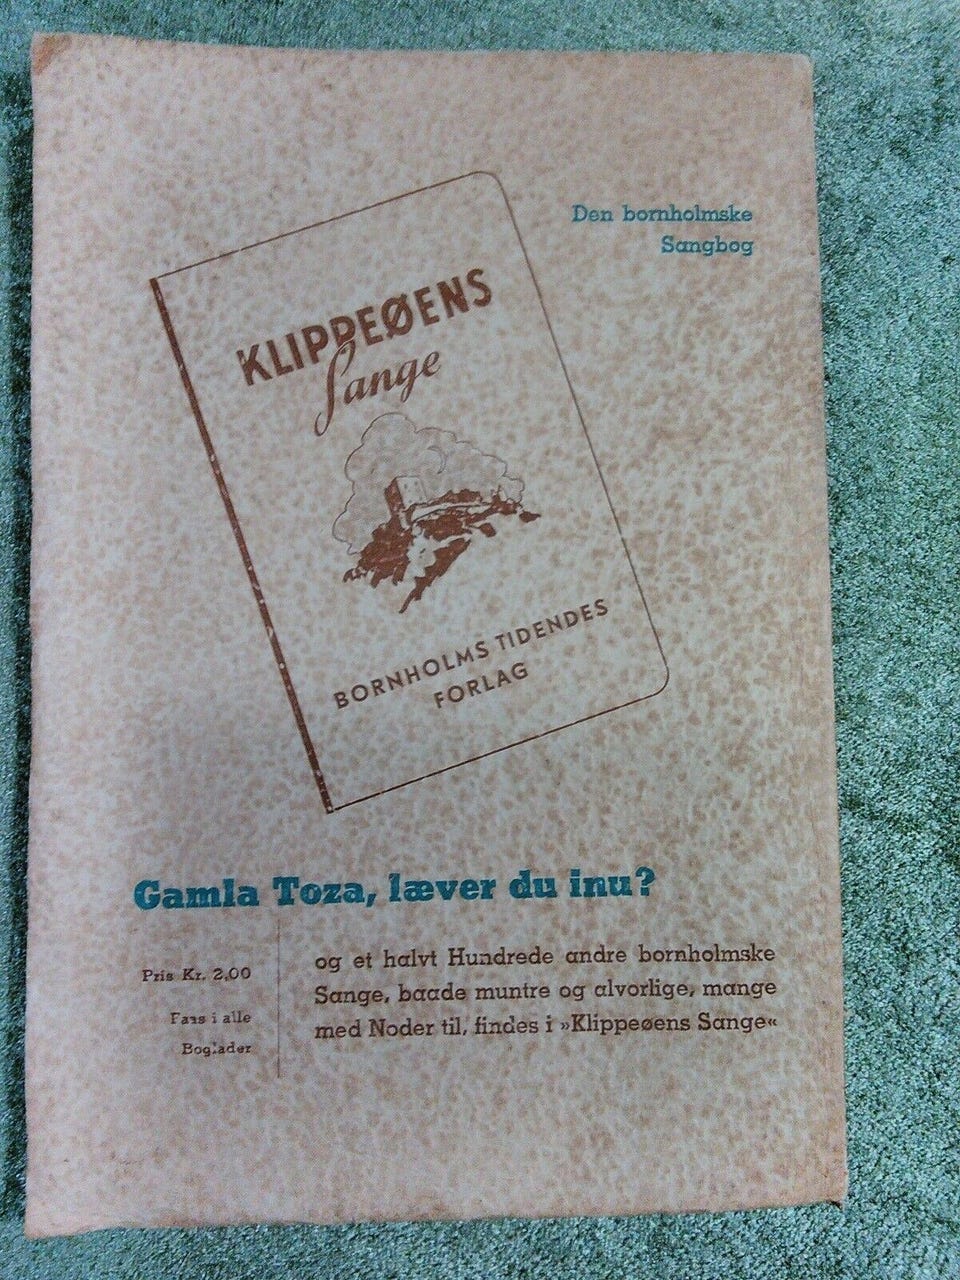 Den bornholmske
Sangbog
KLIPPEØENS
Sange
BORNHOLMS TIDENDES
FORLAG
Gamla Toza, læver du inu?
Pris Kr. 2,00
Faas i alle
Boglader
og et halvt Hundrede andre bornholmske
Sange, baade muntre og alvorlige, mange
med Noder til, findes i »Klippeøens Sange«